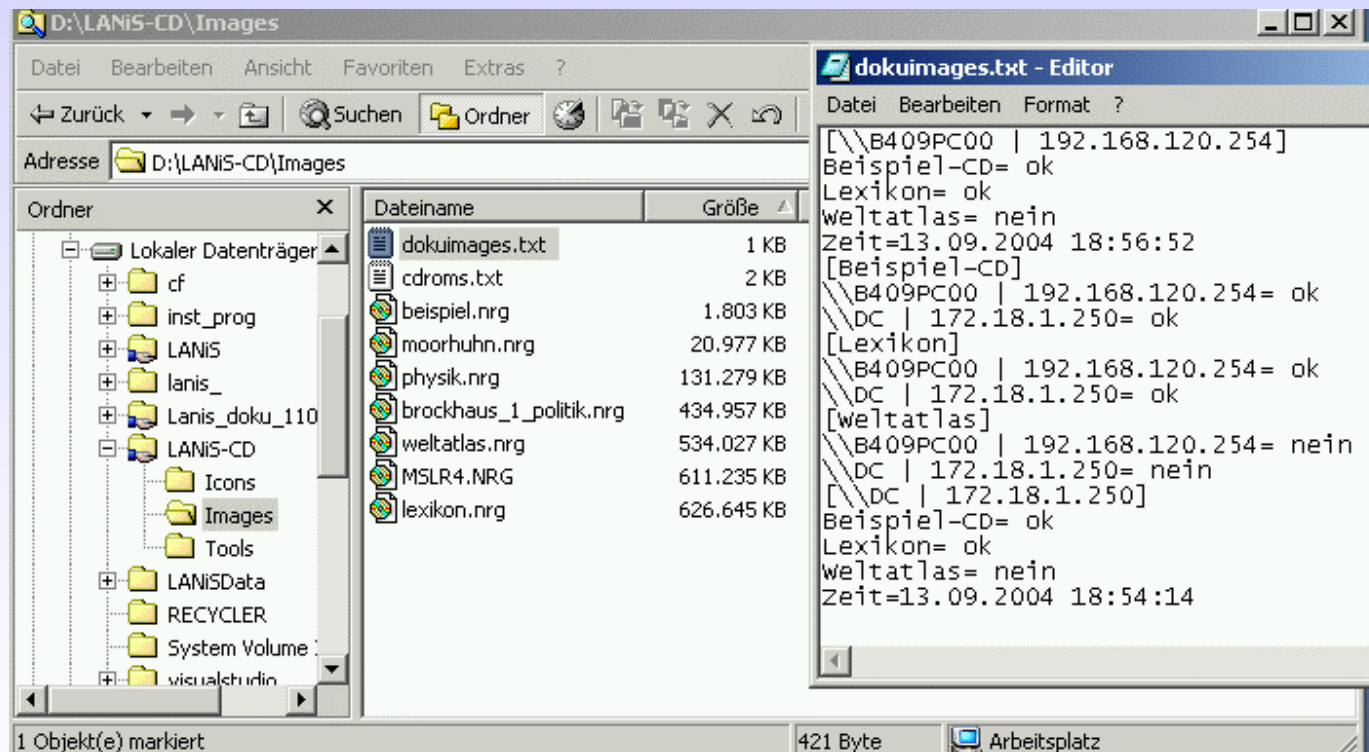 D:\LANiS-CD\Images
Datei Bearbeiten Ansicht Favoriten Extras ?
Zurück Suchen Ordner
Adresse D:\LANiS-CD\Images
Ordner
Lokaler Datenträger
cf
inst_prog
LANiS
lanis_
Lanis_doku_110
LANiS-CD
Icons
Images
Tools
LANiSData
RECYCLER
System Volume
visualstudio
Dateiname Größe
dokuimages.txt 1 KB
cdroms.txt 2 KB
beispiel.nrg 1.803 KB
moorhuhn.nrg 20.977 KB
physik.nrg 131.279 KB
brockhaus_1_politik.nrg 434.957 KB
weltatlas.nrg 534.027 KB
MSLR4.NRG 611.235 KB
lexikon.nrg 626.645 KB
dokuimages.txt - Editor
Datei Bearbeiten Format ?
[\\B409PC00 | 192.168.120.254]
Beispiel-CD= ok
Lexikon= ok
Weltatlas= nein
Zeit=13.09.2004 18:56:52
[Beispiel-CD]
\\B409PC00 | 192.168.120.254= ok
\\DC | 172.18.1.250= ok
[Lexikon]
\\B409PC00 | 192.168.120.254= ok
\\DC | 172.18.1.250= ok
[Weltatlas]
\\B409PC00 | 192.168.120.254= nein
\\DC | 172.18.1.250= nein
[\\DC | 172.18.1.250]
Beispiel-CD= ok
Lexikon= ok
Weltatlas= nein
Zeit=13.09.2004 18:54:14
1 Objekt(e) markiert 421 Byte Arbeitsplatz